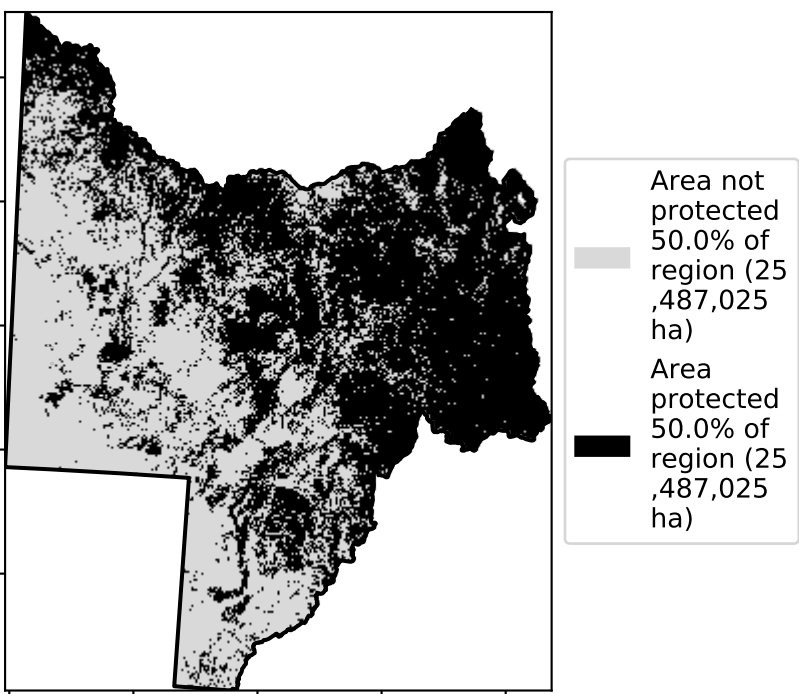 Area not
protected
50.0% of
region (25
,487,025
ha)
Area
protected
50.0% of
region (25
,487,025
ha)